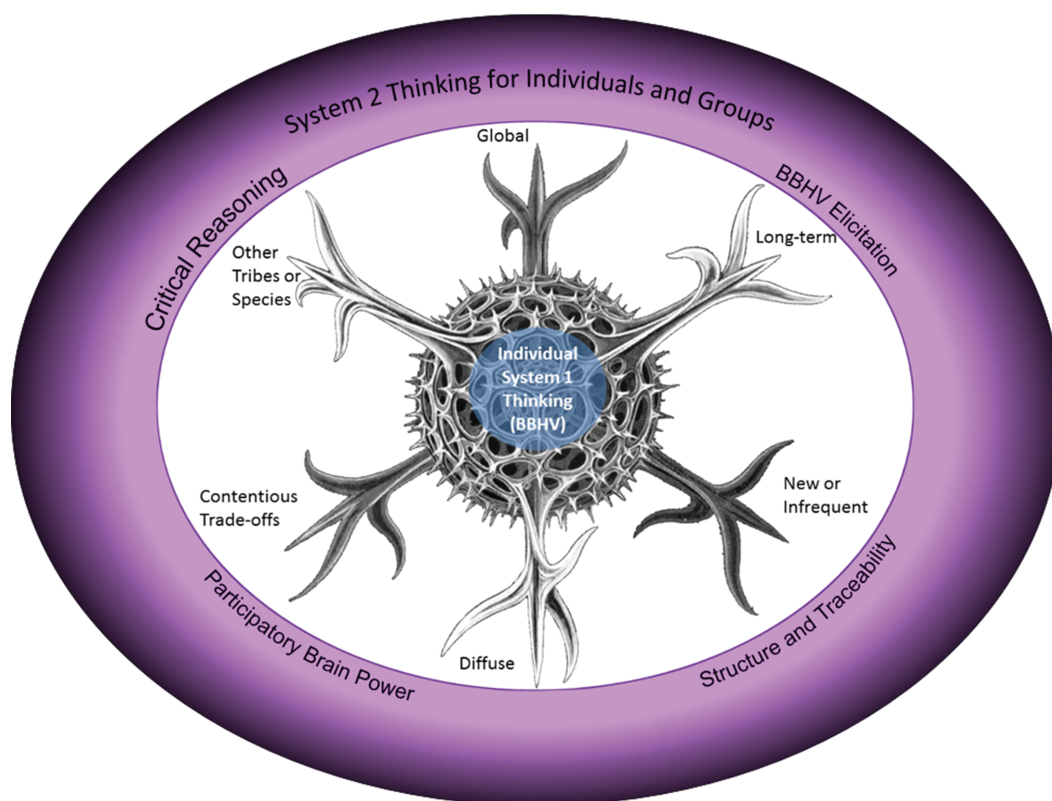 System 2 Thinking for Individuals and Groups
Critical Reasoning
BBHV Elicitation
Global
Other
Tribes or
Species
Long-term
Individual
System 1
Thinking
(BBHV)
Contentious
Trade-offs
New or
Infrequent
Diffuse
Participatory Brain Power
Structure and Traceability